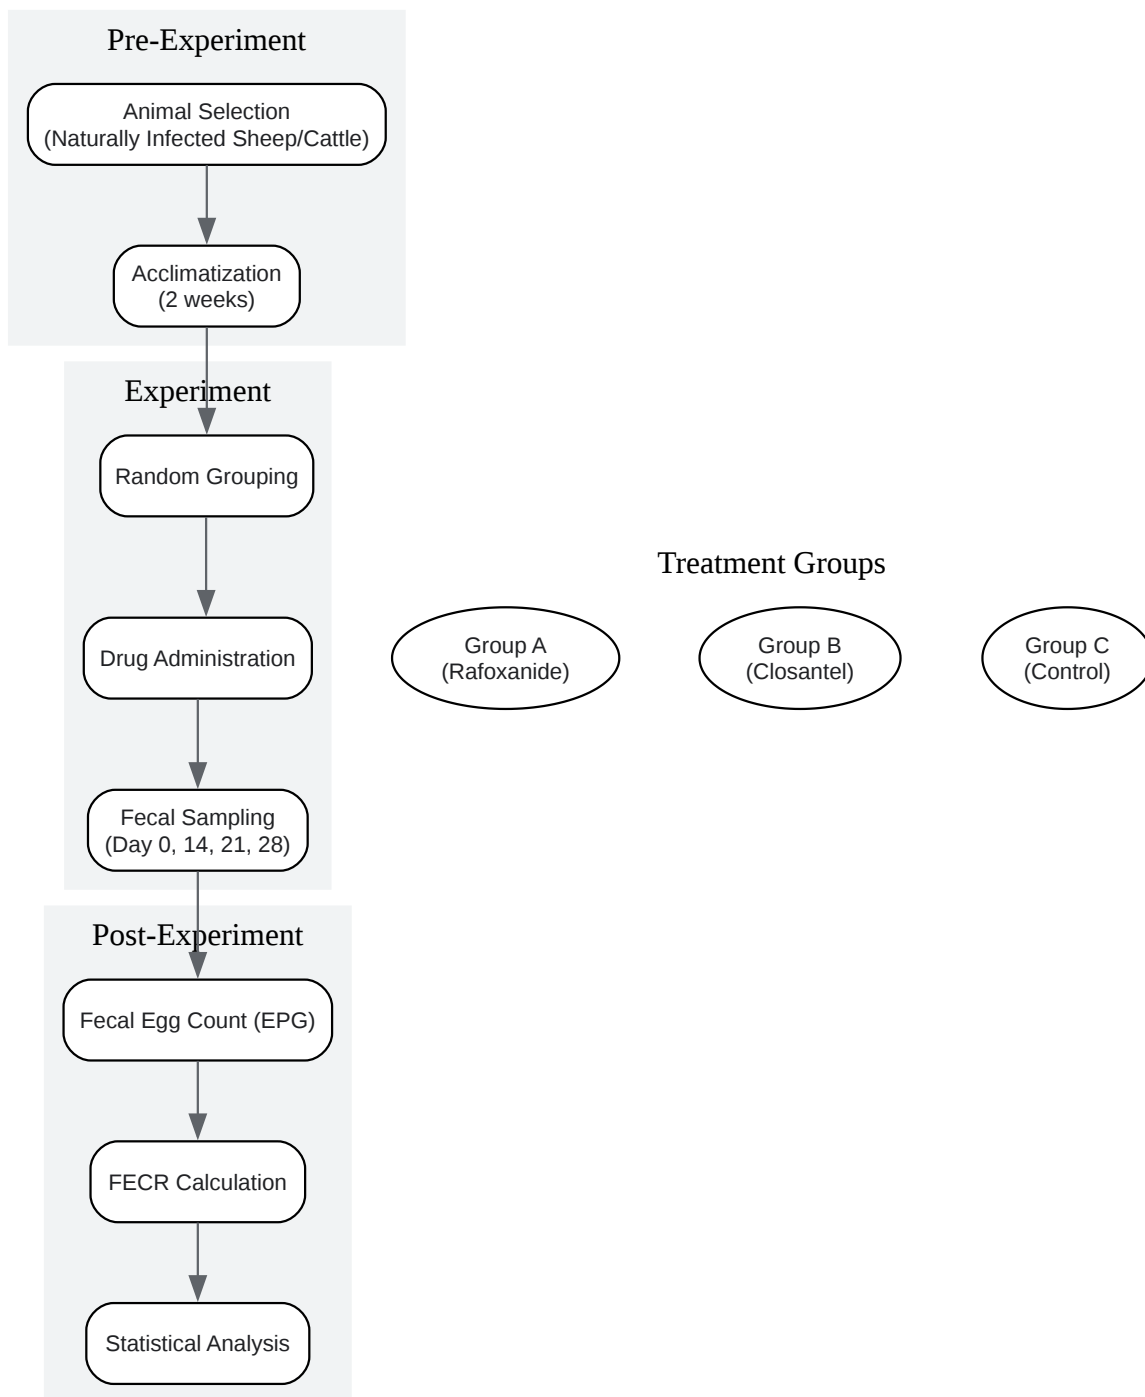 Pre-Experiment
Animal Selection
(Naturally Infected Sheep/Cattle)
Acclimatization
(2 weeks)
Experiment
Random Grouping
Drug Administration
Fecal Sampling
(Day 0, 14, 21, 28)
Treatment Groups
Group A
(Rafoxanide)
Group B
(Closantel)
Group C
(Control)
Post-Experiment
Fecal Egg Count (EPG)
FECR Calculation
Statistical Analysis